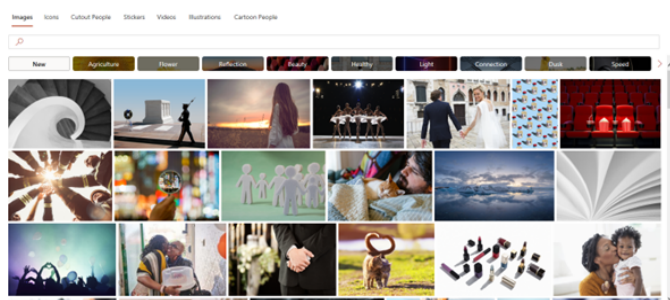 Images Icons Cutout People Stickers Videos Illustrations Cartoon People
New Agriculture Flower Reflection Beauty Healthy Light Connection Dusk Speed